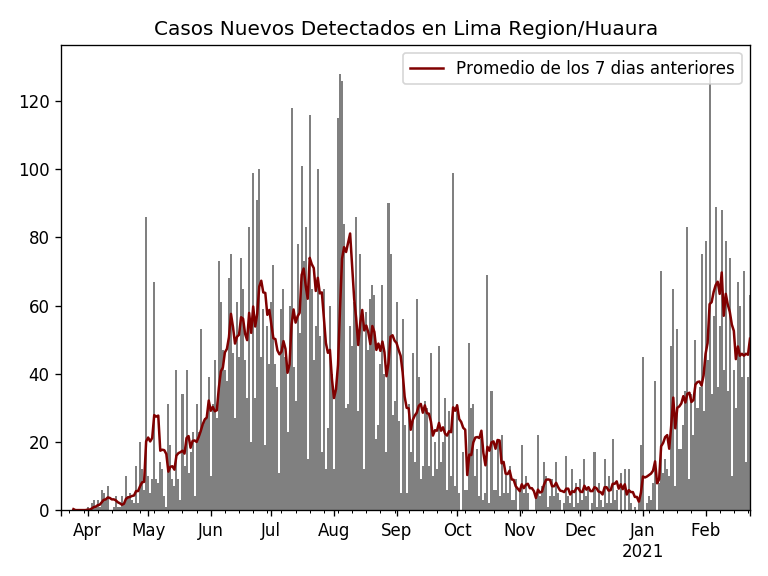 Casos Nuevos Detectados en Lima Region/Huaura
Promedio de los 7 dias anteriores
120
100
80
60
40
20
0
Apr May Jun Jul Aug Sep Oct Nov Dec Jan Feb
2021